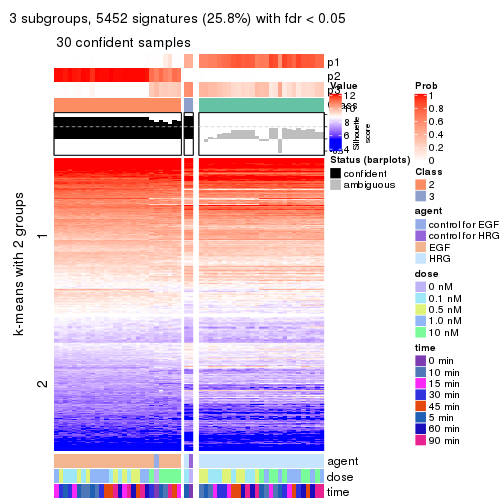 3 subgroups, 5452 signatures (25.8%) with fdr < 0.05
30 confident samples
p1
p2
p3
Value
12
10
8
6
4
Silhouette
score
Status (barplots)
confident
ambiguous
Prob
1
0.8
0.6
0.4
0.2
0
Class
2
3
agent
control for EGF
control for HRG
EGF
HRG
dose
0 nM
0.1 nM
0.5 nM
1.0 nM
10 nM
time
0 min
10 min
15 min
30 min
45 min
5 min
60 min
90 min
k-means with 2 groups
1
2
agent
dose
time